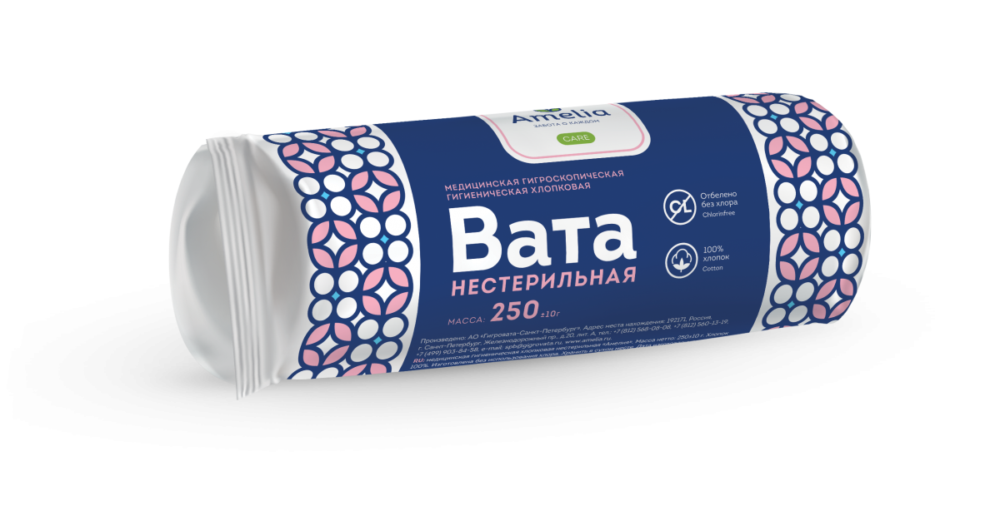 Amelia
ЗАБОТА О КАЖДОМ
CARE
МЕДИЦИНСКАЯ ГИГРОСКОПИЧЕСКАЯ
ГИГИЕНИЧЕСКАЯ ХЛОПКОВАЯ
Вата
НЕСТЕРИЛЬНАЯ
МАССА: 250 ±10г
CL
Отбелено
без хлора
Chlorinfree
100%
хлопок
Cotton
Произведено: АО «Гигровата-Санкт-Петербург». Адрес места нахождения: 192171, Россия,
г. Санкт-Петербург, Железнодорожный пр., д.20, лит. А, тел.: +7 (812) 568-08-08, +7 (812) 560-13-19,
+7 (499) 903-84-58, e-mail: spb@gigrovata.ru, www.amelia.ru
RU: медицинская гигиеническая хлопковая нестерильная «Амелия». Масса нетто: 250±10 г. Хлопок
100%. Изготовлена без использования хлора. Хранить в сухом месте.